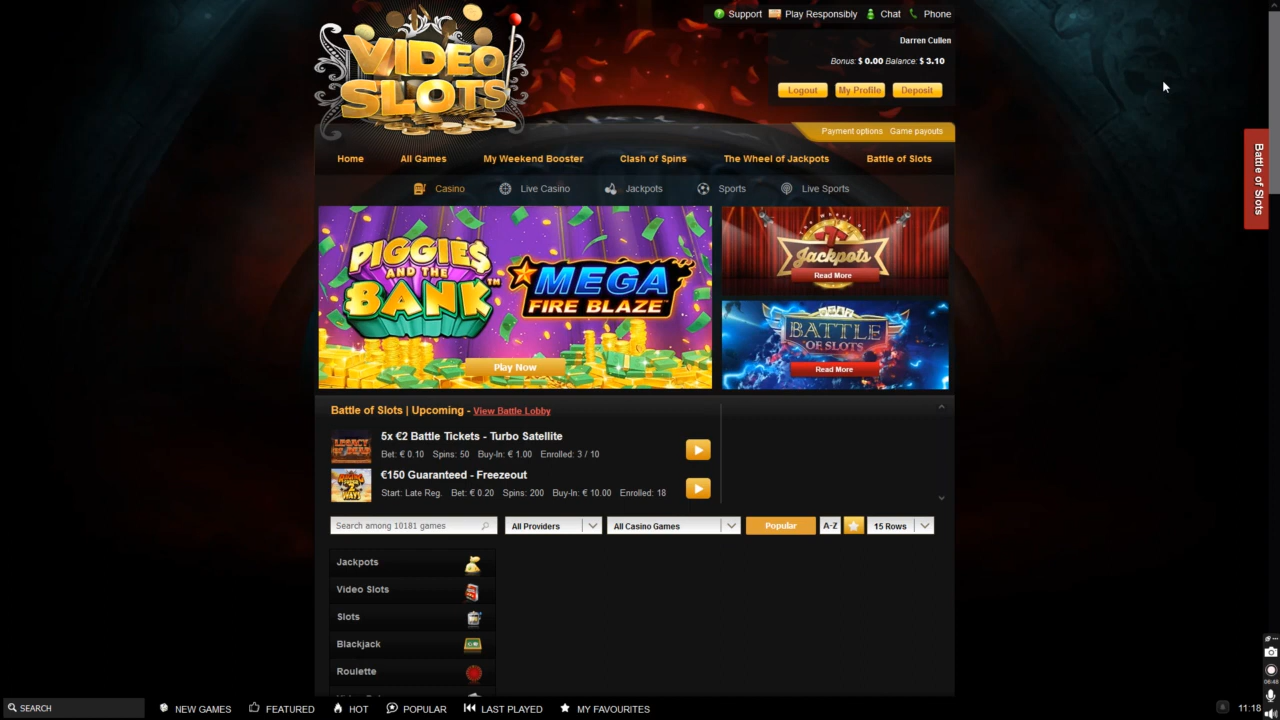 VIDEO
SLOTS
Support Play Responsibly Chat Phone
Darren Cullen
Bonus: $ 0.00 Balance: $ 3.10
Logout My Profile Deposit
Payment options Game payouts
Home All Games My Weekend Booster Clash of Spins The Wheel of Jackpots Battle of Slots
Casino Live Casino Jackpots Sports Live Sports
PIGGIE$
AND THE
BANK™
MEGA
FIRE BLAZE™
Play Now
Jackpots
Read More
BATTLE
OF SLOTS
Read More
Battle of Slots
Battle of Slots | Upcoming - View Battle Lobby
5x €2 Battle Tickets - Turbo Satellite
Bet: € 0.10 Spins: 50 Buy-In: € 1.00 Enrolled: 3 / 10
€150 Guaranteed - Freezeout
Start: Late Reg. Bet: € 0.20 Spins: 200 Buy-In: € 10.00 Enrolled: 18
Search among 10181 games All Providers All Casino Games Popular A-Z 15 Rows
Jackpots
Video Slots
Slots
Blackjack
Roulette
SEARCH NEW GAMES FEATURED HOT POPULAR LAST PLAYED MY FAVOURITES 11:18